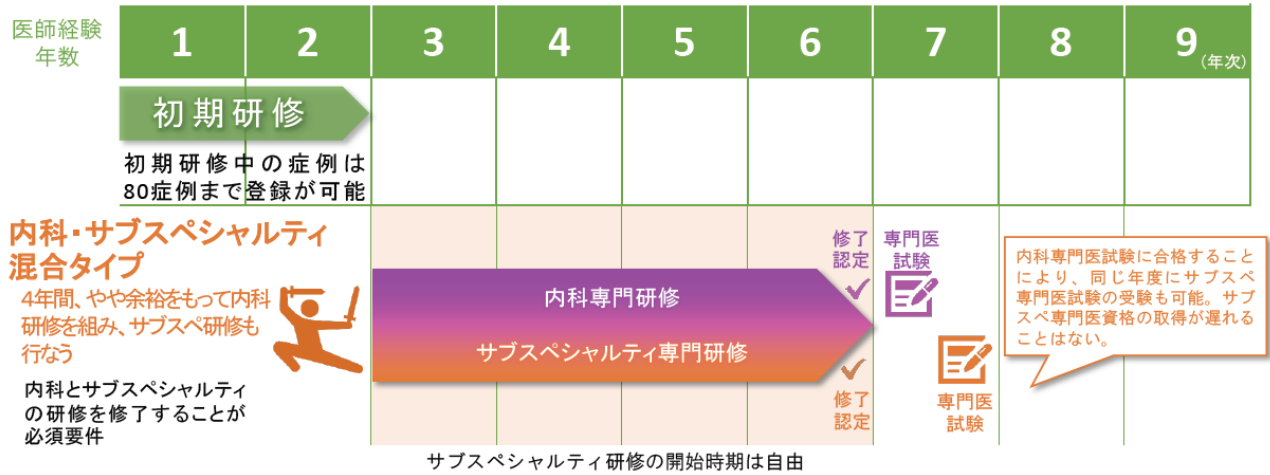 医師経験
年数
1 2 3 4 5 6 7 8 9(年次)
初期研修
初期研修中の症例は
80症例まで登録が可能
内科・サブスペシャルティ
混合タイプ
4年間、やや余裕をもって内科
研修を組み、サブスペ研修も
行なう
内科とサブスペシャルティ
の研修を修了することが
必須要件
内科専門研修
サブスペシャルティ専門研修
修了
認定
修了
認定
専門医
試験
専門医
試験
内科専門医試験に合格すること
により、同じ年度にサブスペ
専門医試験の受験も可能。サブ
スペ専門医資格の取得が遅れる
ことはない。
サブスペシャルティ研修の開始時期は自由